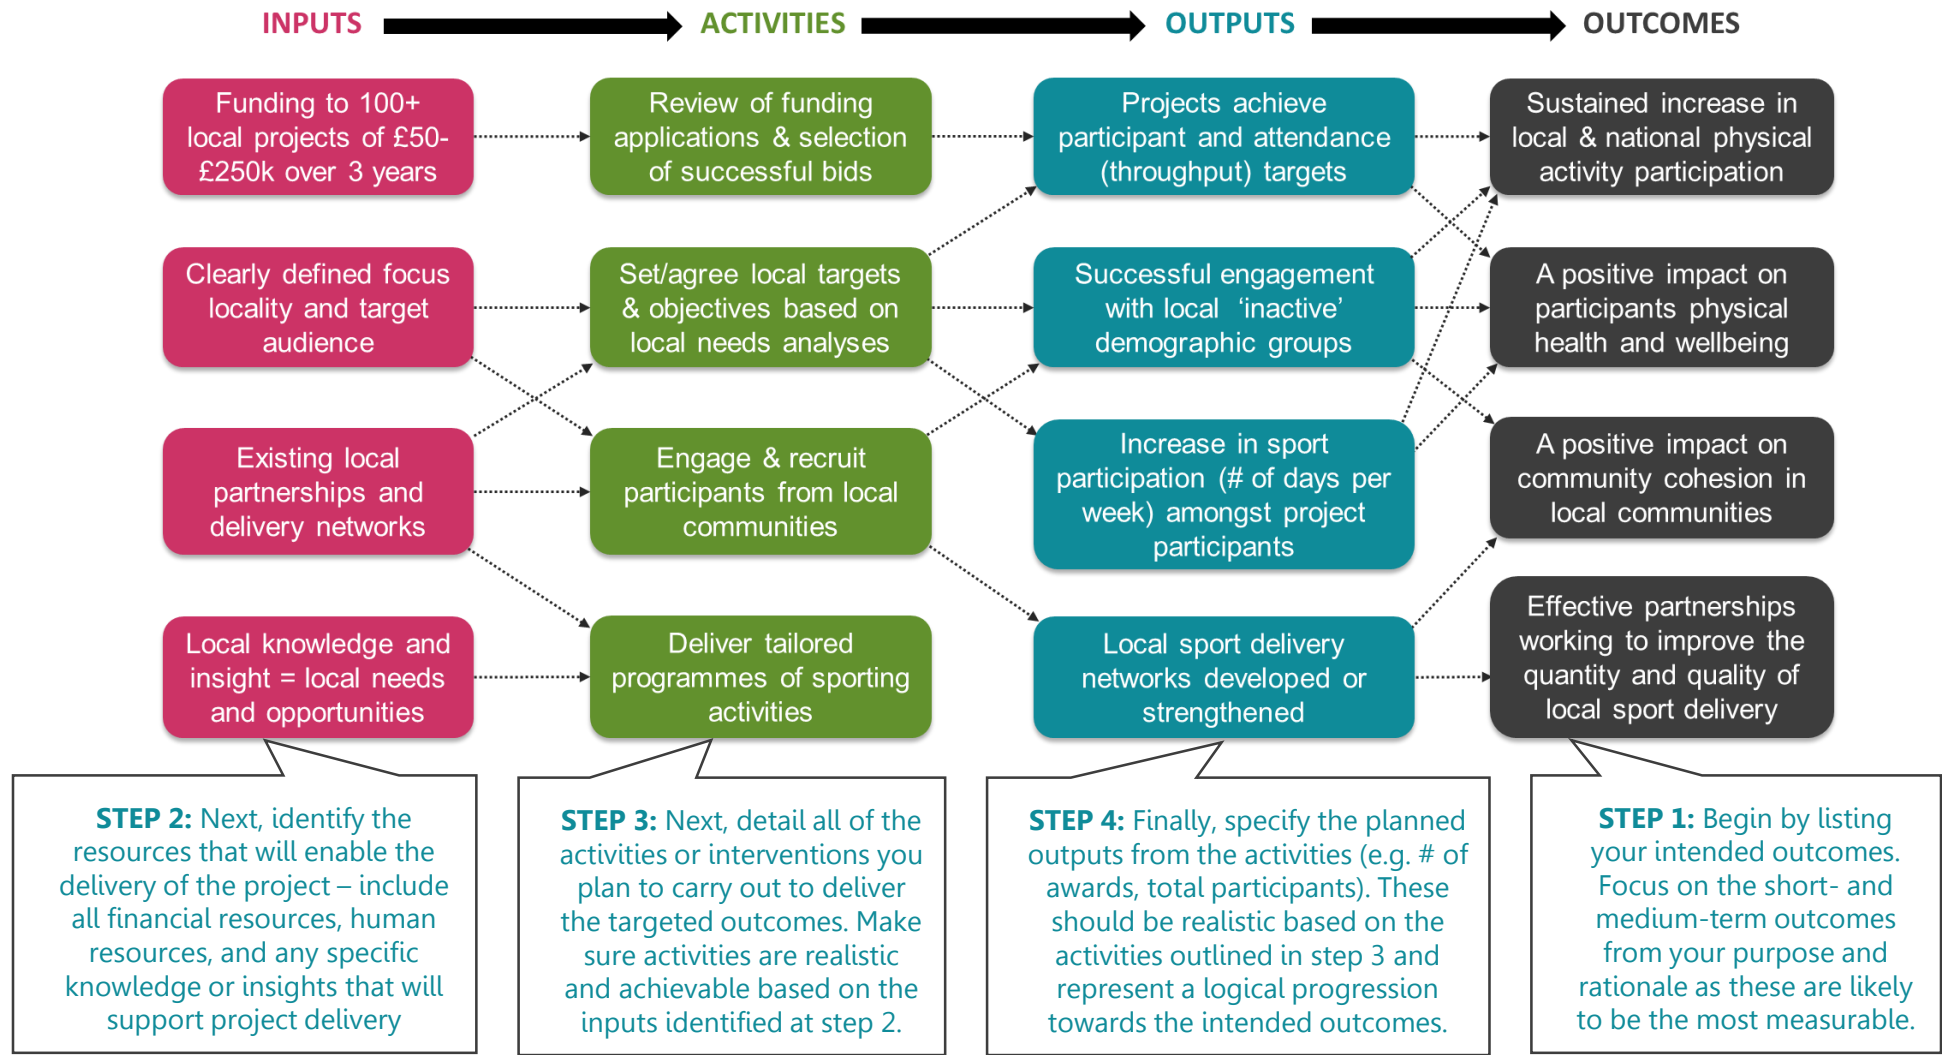 INPUTS
ACTIVITIES
OUTPUTS
OUTCOMES
Funding to 100+
local projects of £50-
£250k over 3 years
Review of funding
applications & selection
of successful bids
Projects achieve
participant and attendance
(throughput) targets
Sustained increase in
local & national physical
activity participation
Clearly defined focus
locality and target
audience
Set/agree local targets
& objectives based on
local needs analyses
Successful engagement
with local ‘inactive’
demographic groups
A positive impact on
participants physical
health and wellbeing
Existing local
partnerships and
delivery networks
Engage & recruit
participants from local
communities
Increase in sport
participation (# of days per
week) amongst project
participants
A positive impact on
community cohesion in
local communities
Local knowledge and
insight = local needs
and opportunities
Deliver tailored
programmes of sporting
activities
Local sport delivery
networks developed or
strengthened
Effective partnerships
working to improve the
quantity and quality of
local sport delivery
STEP 2: Next, identify the
resources that will enable the
delivery of the project – include
all financial resources, human
resources, and any specific
knowledge or insights that will
support project delivery
STEP 3: Next, detail all of the
activities or interventions you
plan to carry out to deliver
the targeted outcomes. Make
sure activities are realistic
and achievable based on the
inputs identified at step 2.
STEP 4: Finally, specify the planned
outputs from the activities (e.g. # of
awards, total participants). These
should be realistic based on the
activities outlined in step 3 and
represent a logical progression
towards the intended outcomes.
STEP 1: Begin by listing
your intended outcomes.
Focus on the short- and
medium-term outcomes
from your purpose and
rationale as these are likely
to be the most measurable.